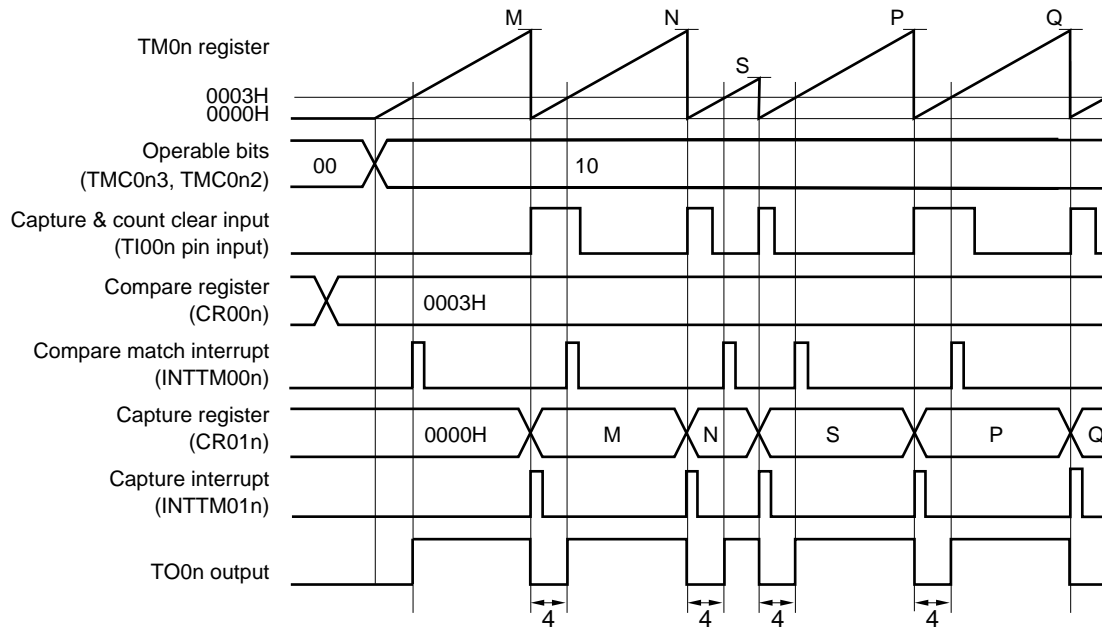 M N P Q
S
TM0n register
0003H
0000H
Operable bits
(TMC0n3, TMC0n2)
00 10
Capture & count clear input
(TI00n pin input)
Compare register
(CR00n)
0003H
Compare match interrupt
(INTTM00n)
Capture register
(CR01n)
0000H M N S P Q
Capture interrupt
(INTTM01n)
TO0n output
4 4 4 4